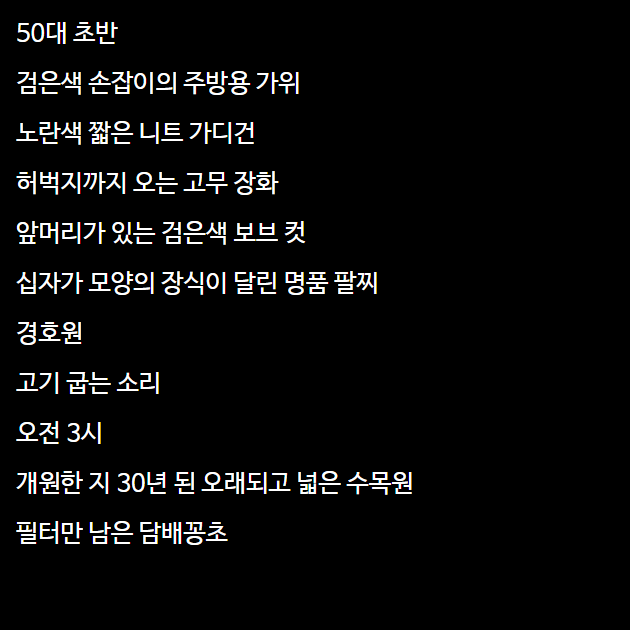 50대 초반
검은색 손잡이의 주방용 가위
노란색 짧은 니트 가디건
허벅지까지 오는 고무 장화
앞머리가 있는 검은색 보브 컷
십자가 모양의 장식이 달린 명품 팔찌
경호원
고기 굽는 소리
오전 3시
개원한 지 30년 된 오래되고 넓은 수목원
필터만 남은 담배꽁초